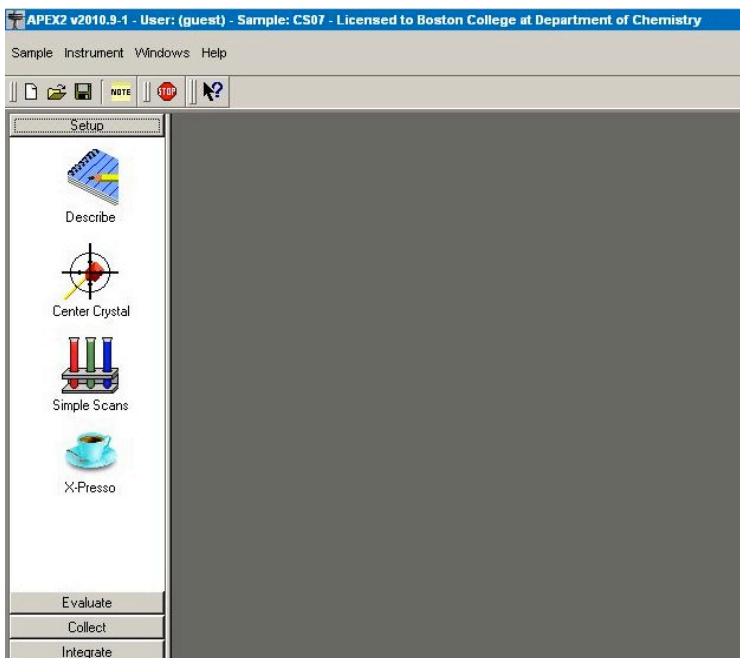 APEX2 v2010.9-1 - User: (guest) - Sample: CS07 - Licensed to Boston College at Department of Chemistry
Sample Instrument Windows Help
NOTE STOP ?
Setup
Describe
Center Crystal
Simple Scans
X-Presso
Evaluate
Collect
Integrate